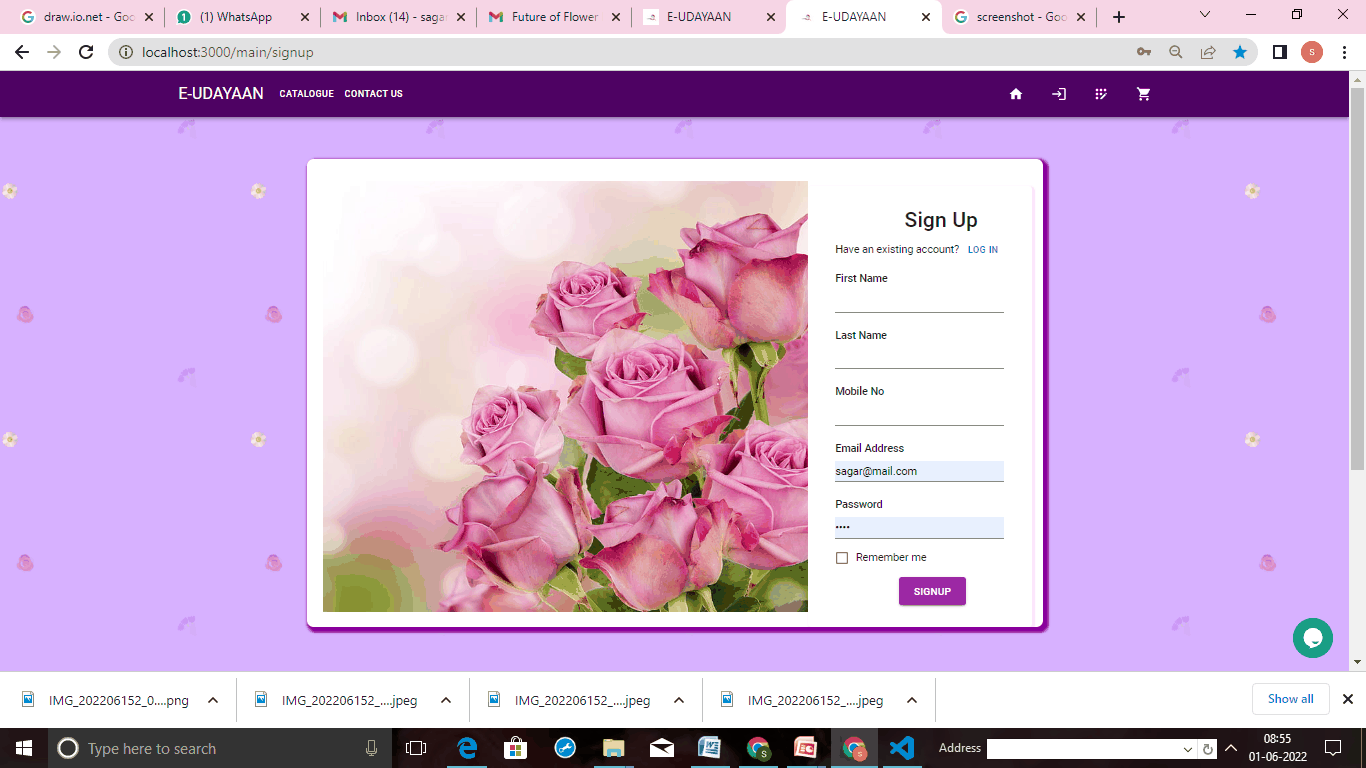 draw.io.net - Goo
(1) WhatsApp
Inbox (14) - sagar
Future of Flower
E-UDAYAAN
E-UDAYAAN
screenshot - Goo
localhost:3000/main/signup
S
E-UDAYAAN
CATALOGUE
CONTACT US
Sign Up
Have an existing account? LOG IN
First Name
Last Name
Mobile No
Email Address
sagar@mail.com
Password
••••
Remember me
SIGNUP
IMG_202206152_0....png
IMG_202206152_....jpeg
IMG_202206152_....jpeg
IMG_202206152_....jpeg
Show all
Type here to search
Address
08:55
01-06-2022